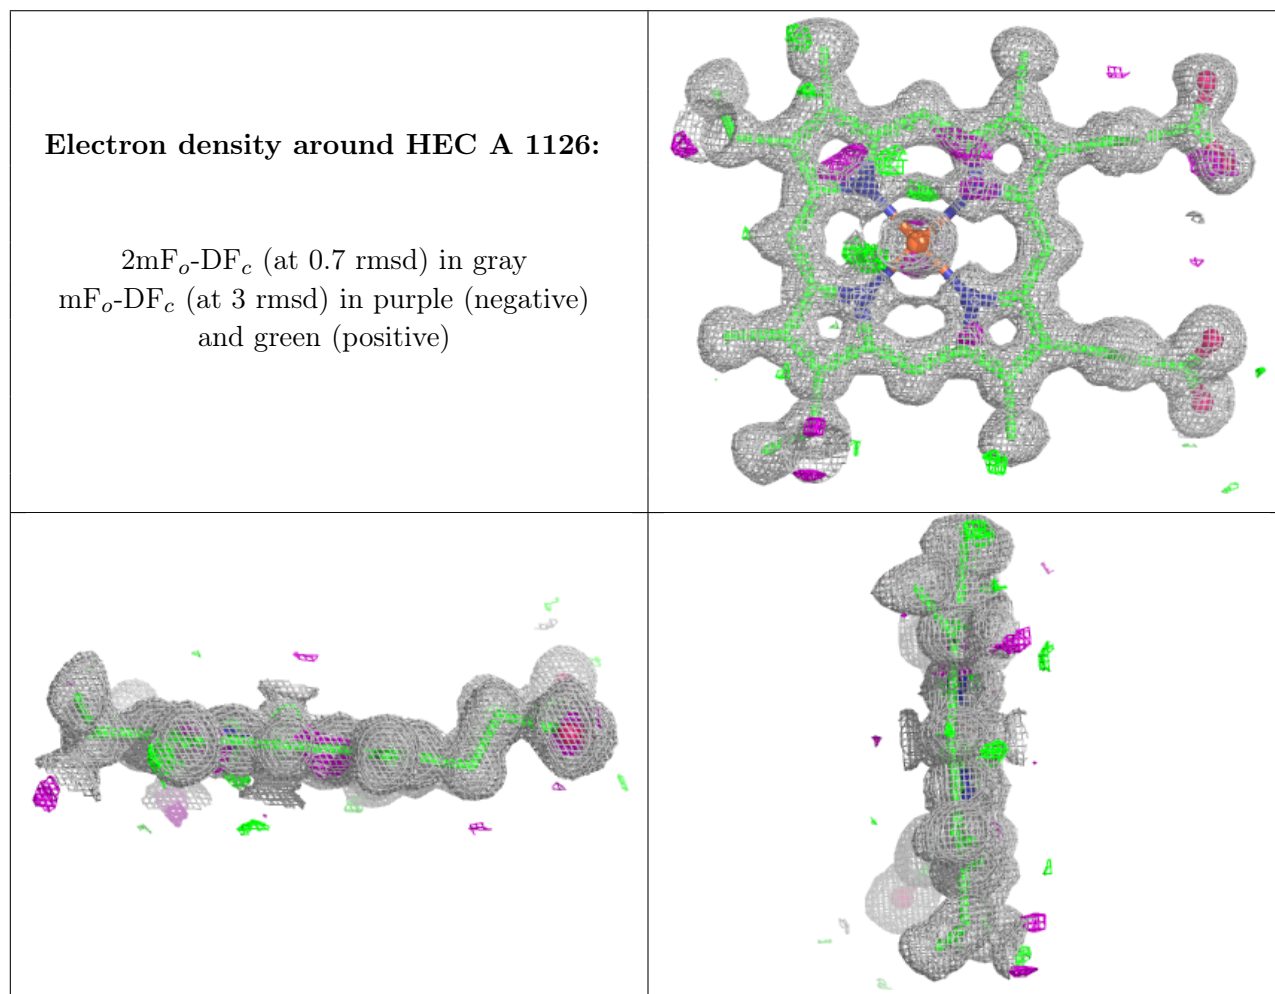 Electron density around HEC A 1126:
2mFₒ-DF𝒸 (at 0.7 rmsd) in gray
mFₒ-DF𝒸 (at 3 rmsd) in purple (negative)
and green (positive)